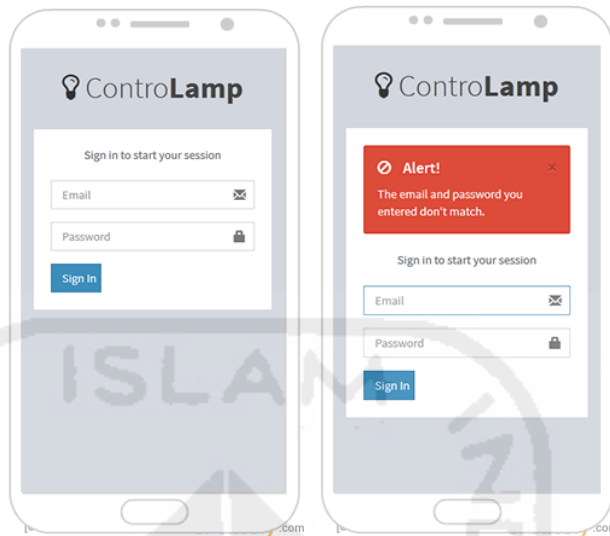 ControLamp
Sign in to start your session
Email
Password
Sign In
ControLamp
Alert!
×
The email and password you
entered don't match.
Sign in to start your session
Email
Password
Sign In
ISLAM
.com